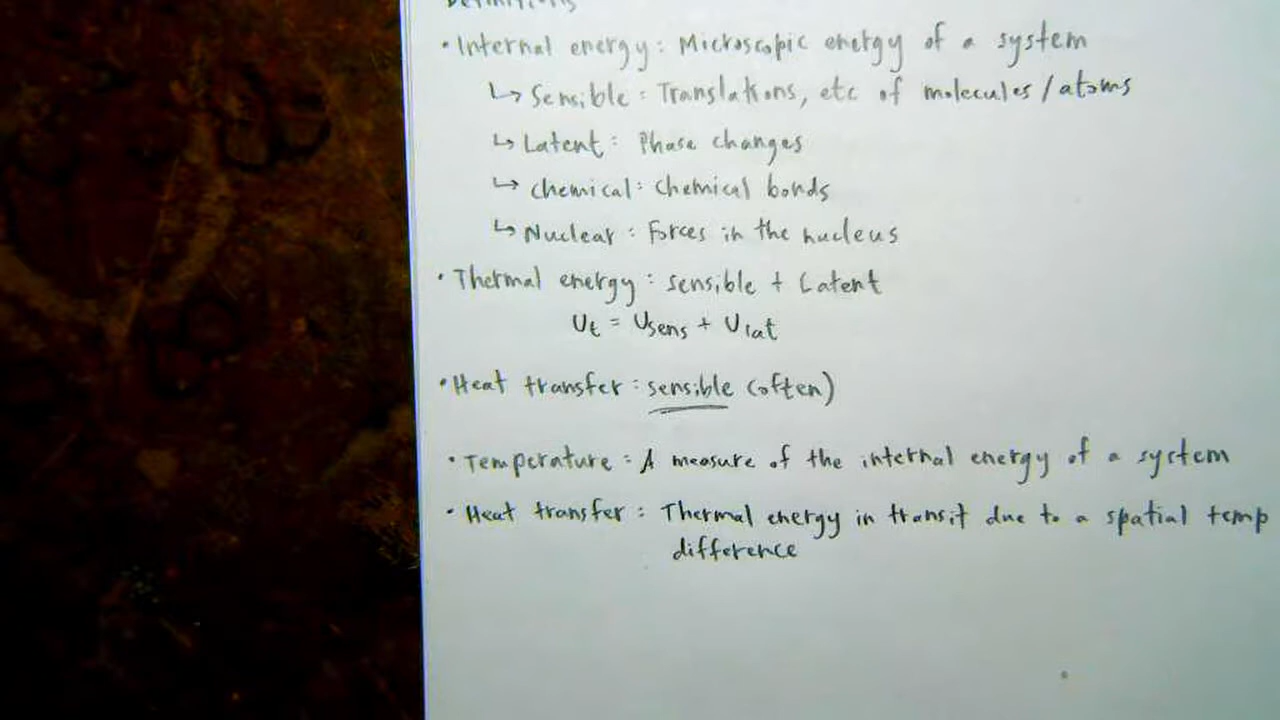 Definitions
• Internal energy: Microscopic energy of a system
↳ Sensible: Translations, etc of molecules/atoms
↳ Latent: Phase changes
↳ Chemical: Chemical bonds
↳ Nuclear: Forces in the nucleus
• Thermal energy: Sensible + Latent
Ut = Usens + Ulat
• Heat transfer: sensible (often)
• Temperature: A measure of the internal energy of a system
• Heat transfer: Thermal energy in transit due to a spatial temp
difference